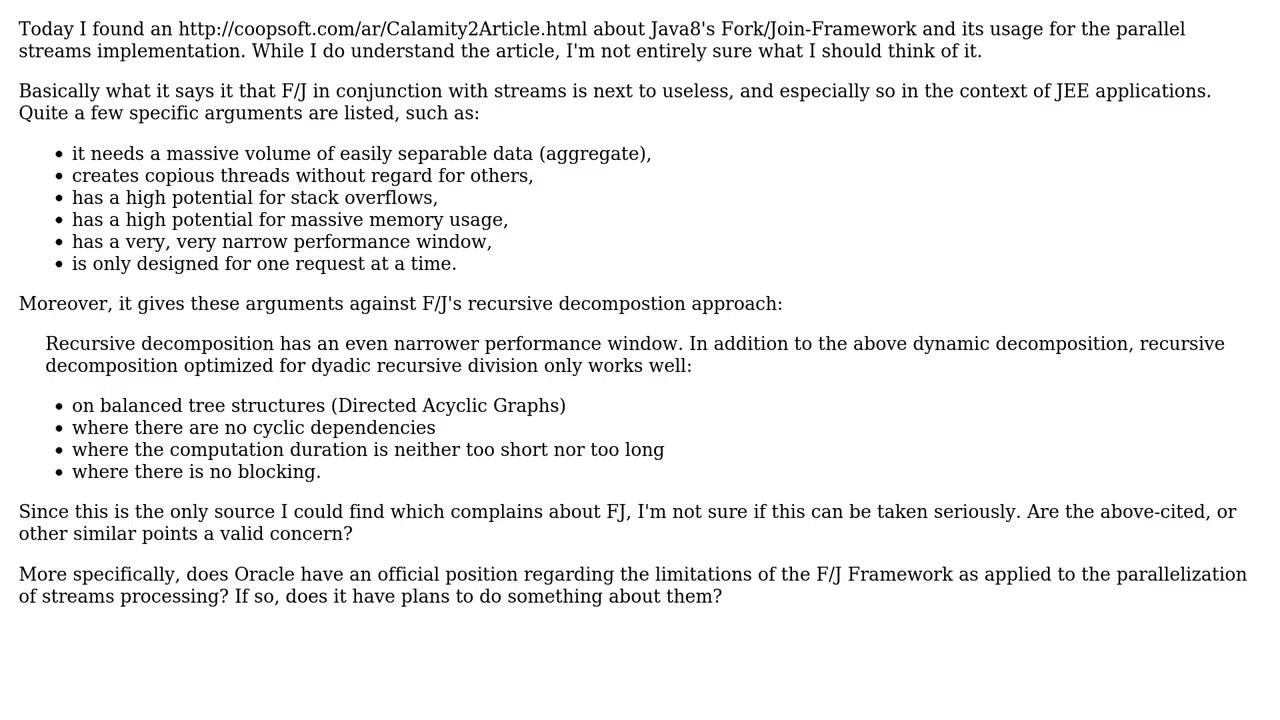 Today I found an http://coopsoft.com/ar/Calamity2Article.html about Java8's Fork/Join-Framework and its usage for the parallel
streams implementation. While I do understand the article, I'm not entirely sure what I should think of it.
Basically what it says it that F/J in conjunction with streams is next to useless, and especially so in the context of JEE applications.
Quite a few specific arguments are listed, such as:
• it needs a massive volume of easily separable data (aggregate),
• creates copious threads without regard for others,
• has a high potential for stack overflows,
• has a high potential for massive memory usage,
• has a very, very narrow performance window,
• is only designed for one request at a time.
Moreover, it gives these arguments against F/J's recursive decompostion approach:
Recursive decomposition has an even narrower performance window. In addition to the above dynamic decomposition, recursive
decomposition optimized for dyadic recursive division only works well:
• on balanced tree structures (Directed Acyclic Graphs)
• where there are no cyclic dependencies
• where the computation duration is neither too short nor too long
• where there is no blocking.
Since this is the only source I could find which complains about FJ, I'm not sure if this can be taken seriously. Are the above-cited, or
other similar points a valid concern?
More specifically, does Oracle have an official position regarding the limitations of the F/J Framework as applied to the parallelization
of streams processing? If so, does it have plans to do something about them?